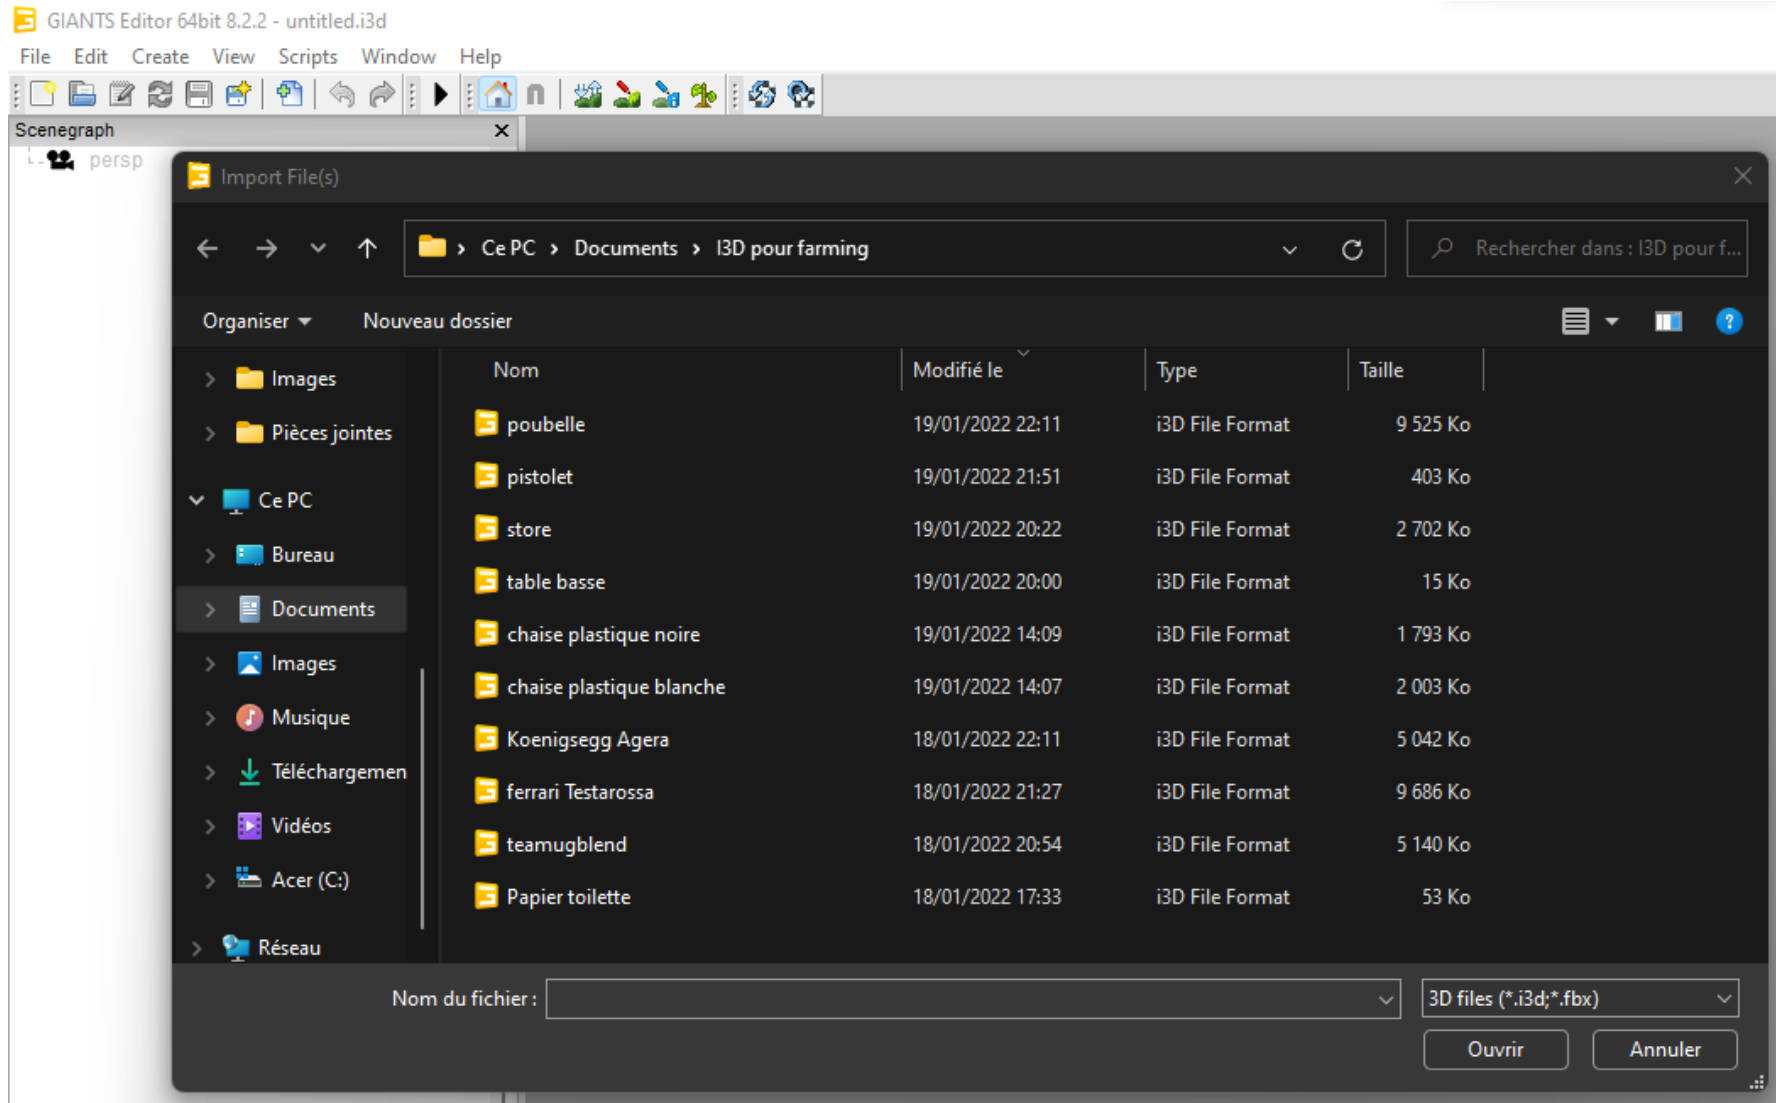 GIANTS Editor 64bit 8.2.2 - untitled.i3d
File Edit Create View Scripts Window Help
Scenegraph
persp
Import File(s)
Ce PC > Documents > I3D pour farming
Rechercher dans : I3D pour f...
Organiser Nouveau dossier
Images
Pièces jointes
Ce PC
Bureau
Documents
Images
Musique
Téléchargemen
Vidéos
Acer (C:)
Réseau
Nom Modifié le Type Taille
poubelle 19/01/2022 22:11 i3D File Format 9 525 Ko
pistolet 19/01/2022 21:51 i3D File Format 403 Ko
store 19/01/2022 20:22 i3D File Format 2 702 Ko
table basse 19/01/2022 20:00 i3D File Format 15 Ko
chaise plastique noire 19/01/2022 14:09 i3D File Format 1 793 Ko
chaise plastique blanche 19/01/2022 14:07 i3D File Format 2 003 Ko
Koenigsegg Agera 18/01/2022 22:11 i3D File Format 5 042 Ko
ferrari Testarossa 18/01/2022 21:27 i3D File Format 9 686 Ko
teamugblend 18/01/2022 20:54 i3D File Format 5 140 Ko
Papier toilette 18/01/2022 17:33 i3D File Format 53 Ko
Nom du fichier :
3D files (*.i3d;*.fbx)
Ouvrir Annuler